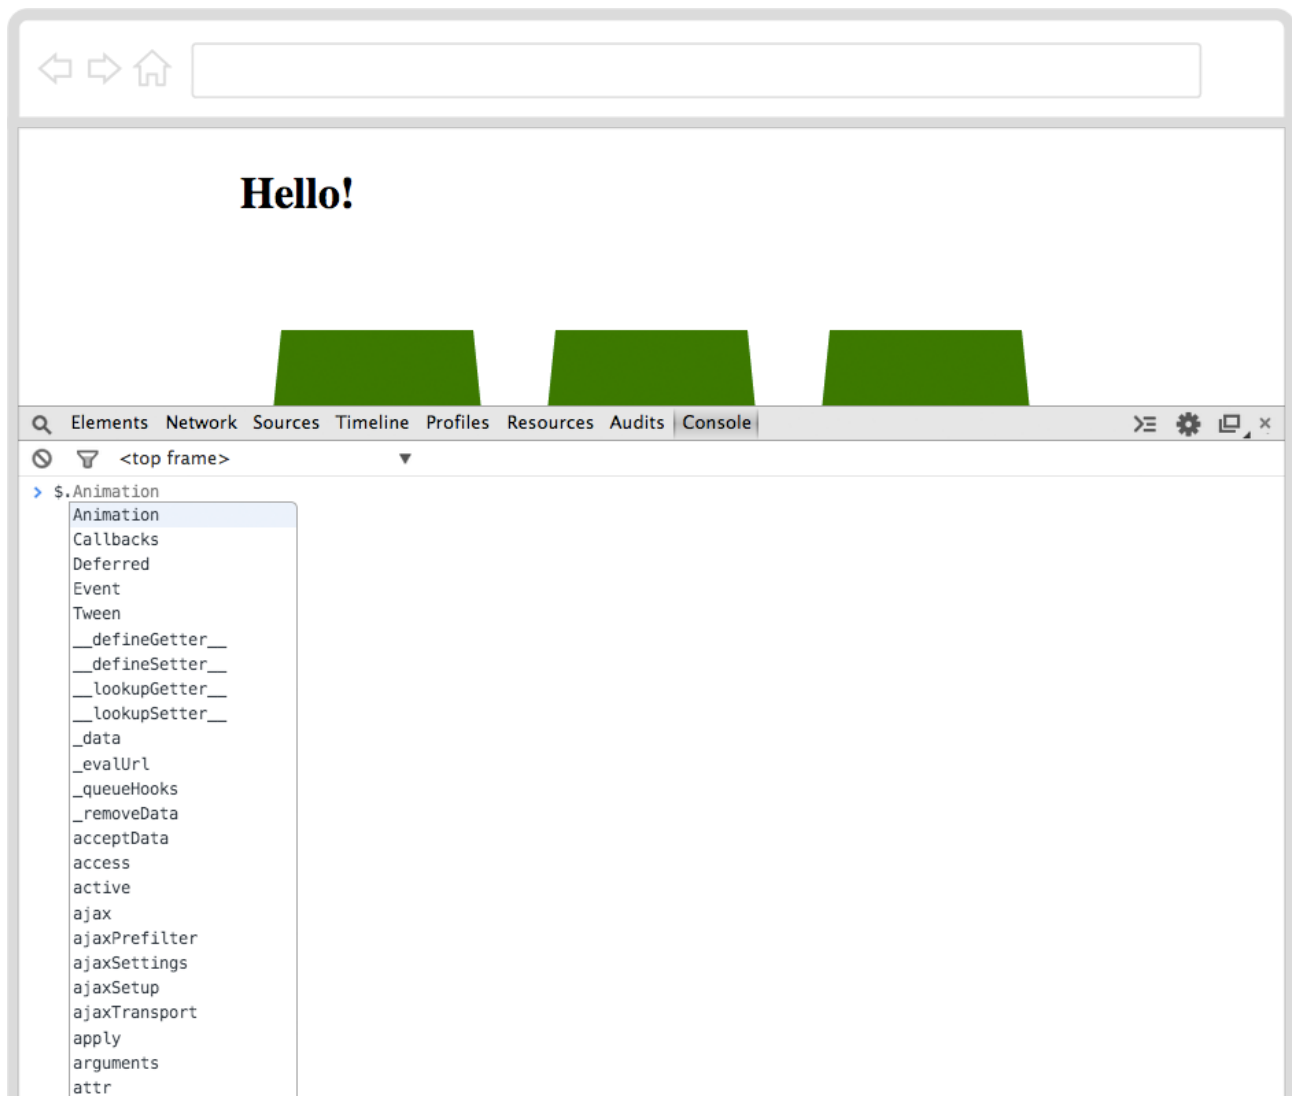 Hello!
Elements Network Sources Timeline Profiles Resources Audits Console
<top frame>
$.Animation
Animation
Callbacks
Deferred
Event
Tween
__defineGetter__
__defineSetter__
__lookupGetter__
__lookupSetter__
_data
_evalUrl
_queueHooks
_removeData
acceptData
access
active
ajax
ajaxPrefilter
ajaxSettings
ajaxSetup
ajaxTransport
apply
arguments
attr